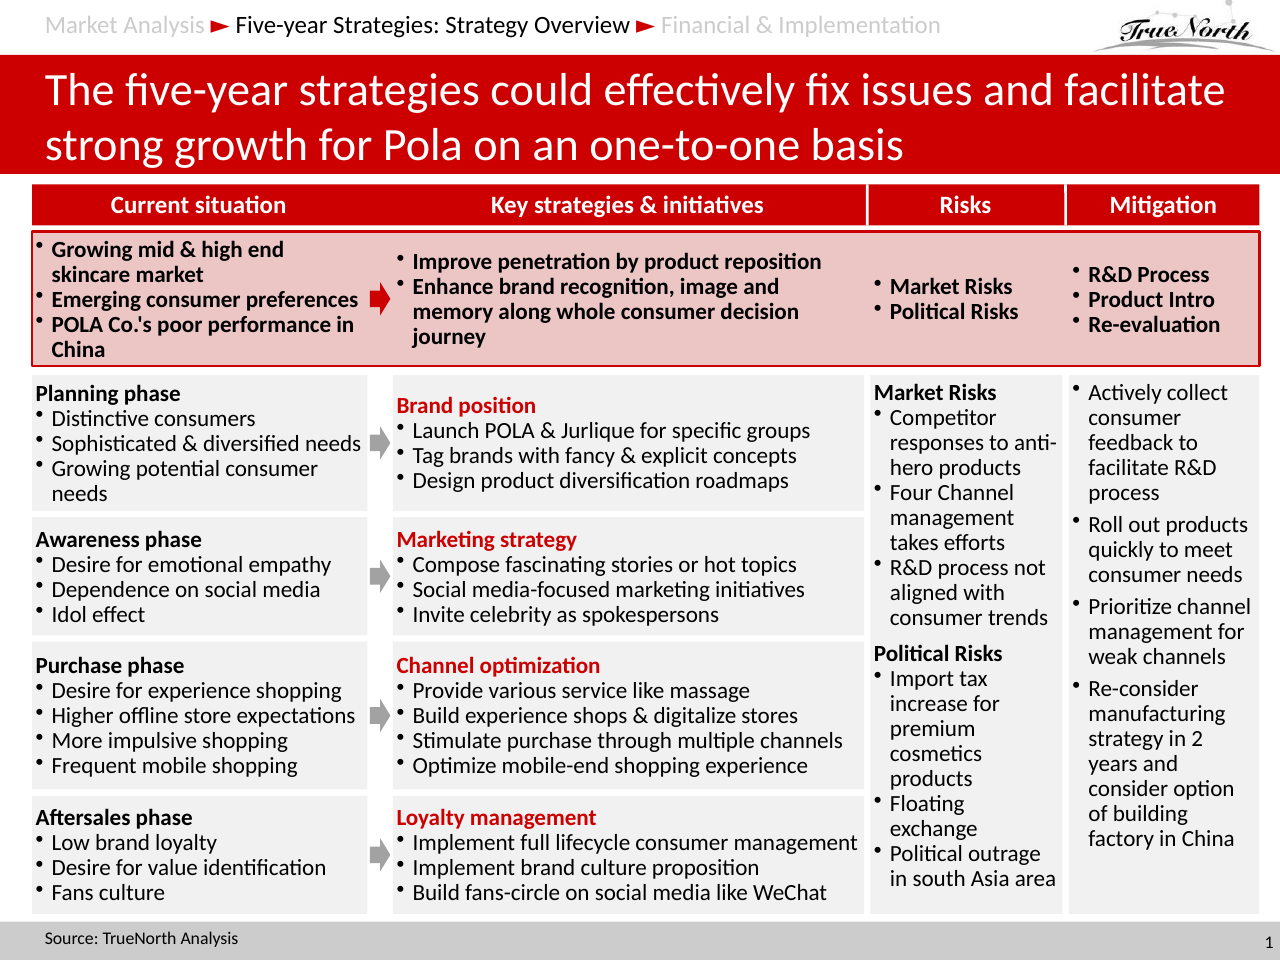 Market Analysis ► Five-year Strategies: Strategy Overview ► Financial & Implementation
TrueNorth
The five-year strategies could effectively fix issues and facilitate
strong growth for Pola on an one-to-one basis
Current situation
Key strategies & initiatives
Risks
Mitigation
• Growing mid & high end
skincare market
• Emerging consumer preferences
• POLA Co.'s poor performance in
China
• Improve penetration by product reposition
• Enhance brand recognition, image and
memory along whole consumer decision
journey
• Market Risks
• Political Risks
• R&D Process
• Product Intro
• Re-evaluation
Planning phase
• Distinctive consumers
• Sophisticated & diversified needs
• Growing potential consumer
needs
Brand position
• Launch POLA & Jurlique for specific groups
• Tag brands with fancy & explicit concepts
• Design product diversification roadmaps
Awareness phase
• Desire for emotional empathy
• Dependence on social media
• Idol effect
Marketing strategy
• Compose fascinating stories or hot topics
• Social media-focused marketing initiatives
• Invite celebrity as spokespersons
Purchase phase
• Desire for experience shopping
• Higher offline store expectations
• More impulsive shopping
• Frequent mobile shopping
Channel optimization
• Provide various service like massage
• Build experience shops & digitalize stores
• Stimulate purchase through multiple channels
• Optimize mobile-end shopping experience
Aftersales phase
• Low brand loyalty
• Desire for value identification
• Fans culture
Loyalty management
• Implement full lifecycle consumer management
• Implement brand culture proposition
• Build fans-circle on social media like WeChat
Market Risks
• Competitor
responses to anti-
hero products
• Four Channel
management
takes efforts
• R&D process not
aligned with
consumer trends
Political Risks
• Import tax
increase for
premium
cosmetics
products
• Floating
exchange
• Political outrage
in south Asia area
• Actively collect
consumer
feedback to
facilitate R&D
process
• Roll out products
quickly to meet
consumer needs
• Prioritize channel
management for
weak channels
• Re-consider
manufacturing
strategy in 2
years and
consider option
of building
factory in China
Source: TrueNorth Analysis
1